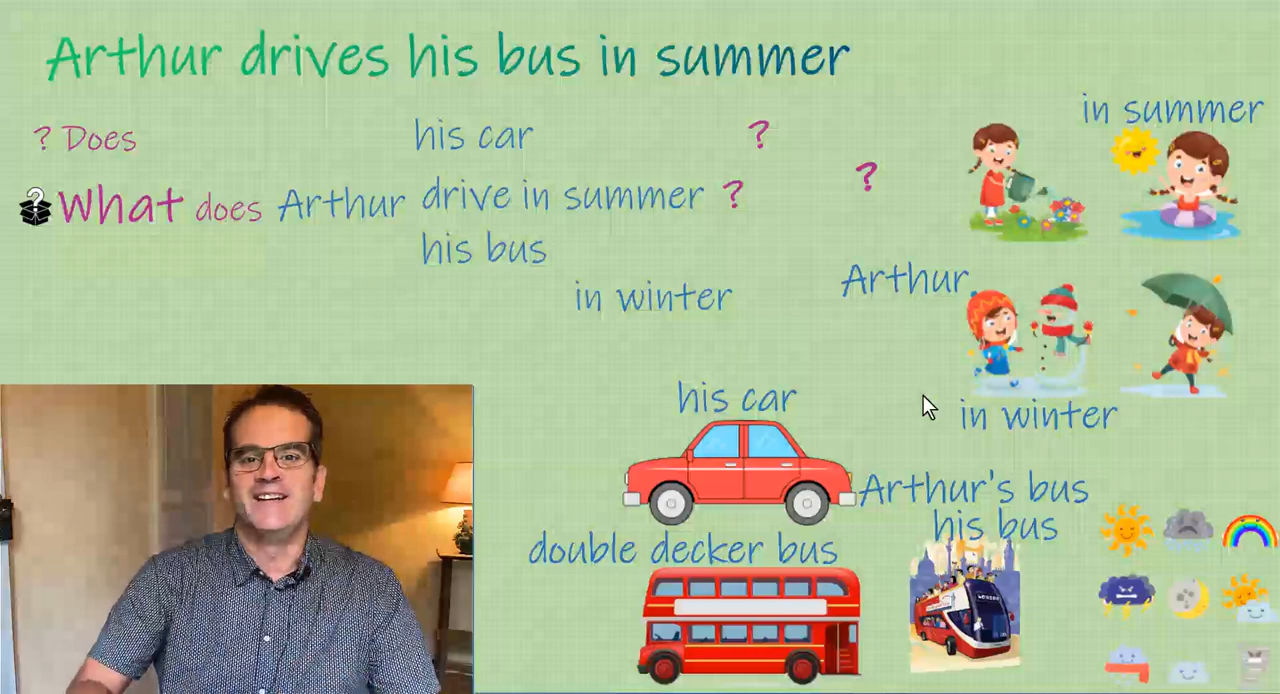 Arthur drives his bus in summer
? Does his car ?
What does Arthur drive in summer ?
?
his bus
in winter
in summer
Arthur
in winter
his car
Arthur's bus
his bus
double decker bus